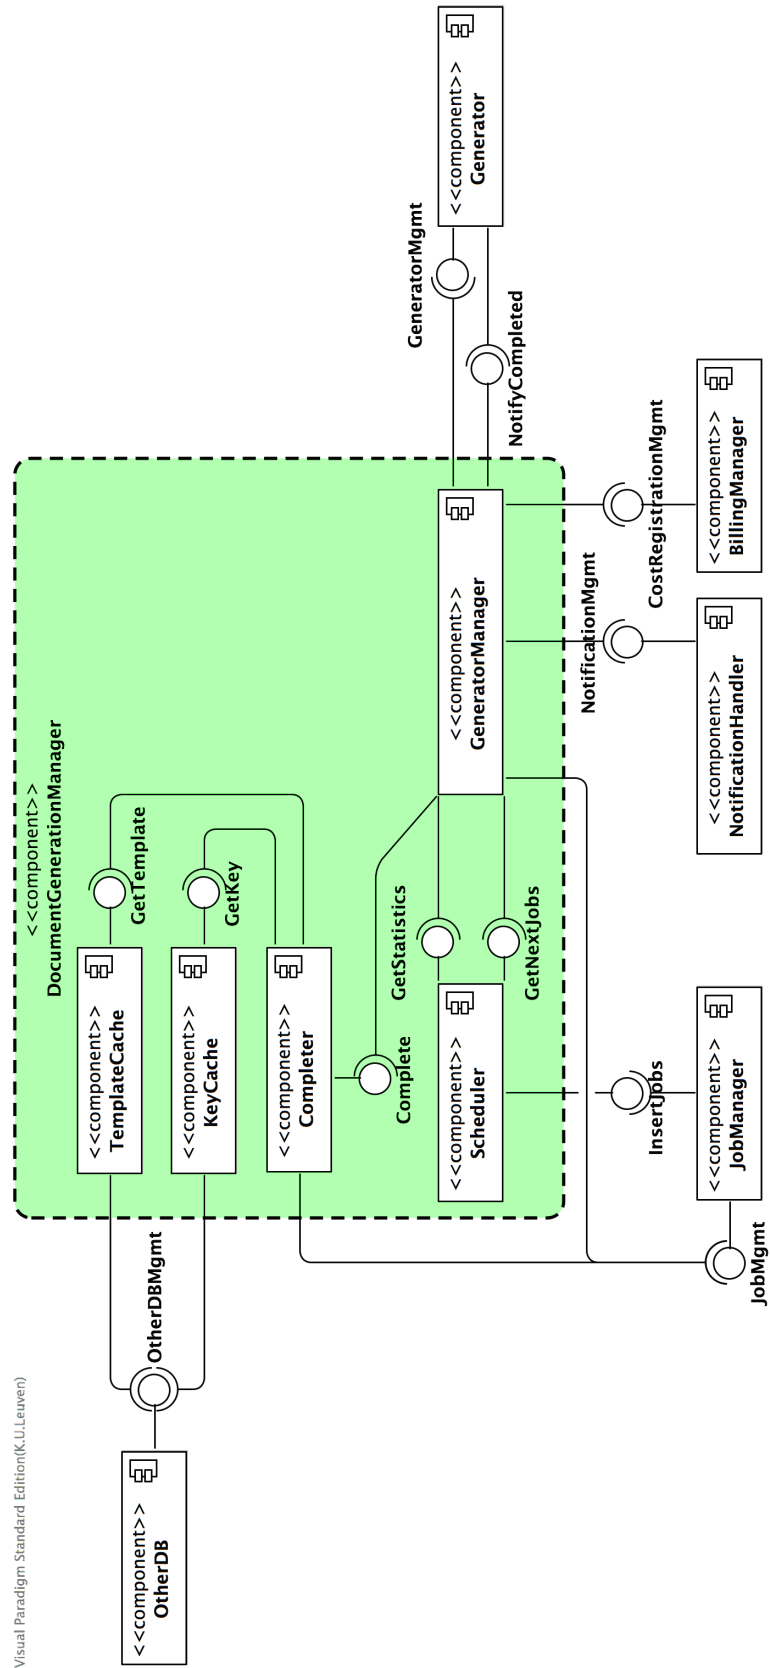 Visual Paradigm Standard Edition(K.U.Leuven)
<<component>>
DocumentGenerationManager
<<component>>
OtherDB
OtherDBMgmt
<<component>>
TemplateCache
GetTemplate
<<component>>
KeyCache
GetKey
<<component>>
Completer
Complete
<<component>>
Scheduler
GetStatistics
GetNextJobs
<<component>>
GeneratorManager
GeneratorMgmt
NotifyCompleted
<<component>>
Generator
InsertJobs
JobMgmt
<<component>>
JobManager
NotificationMgmt
<<component>>
NotificationHandler
CostRegistrationMgmt
<<component>>
BillingManager